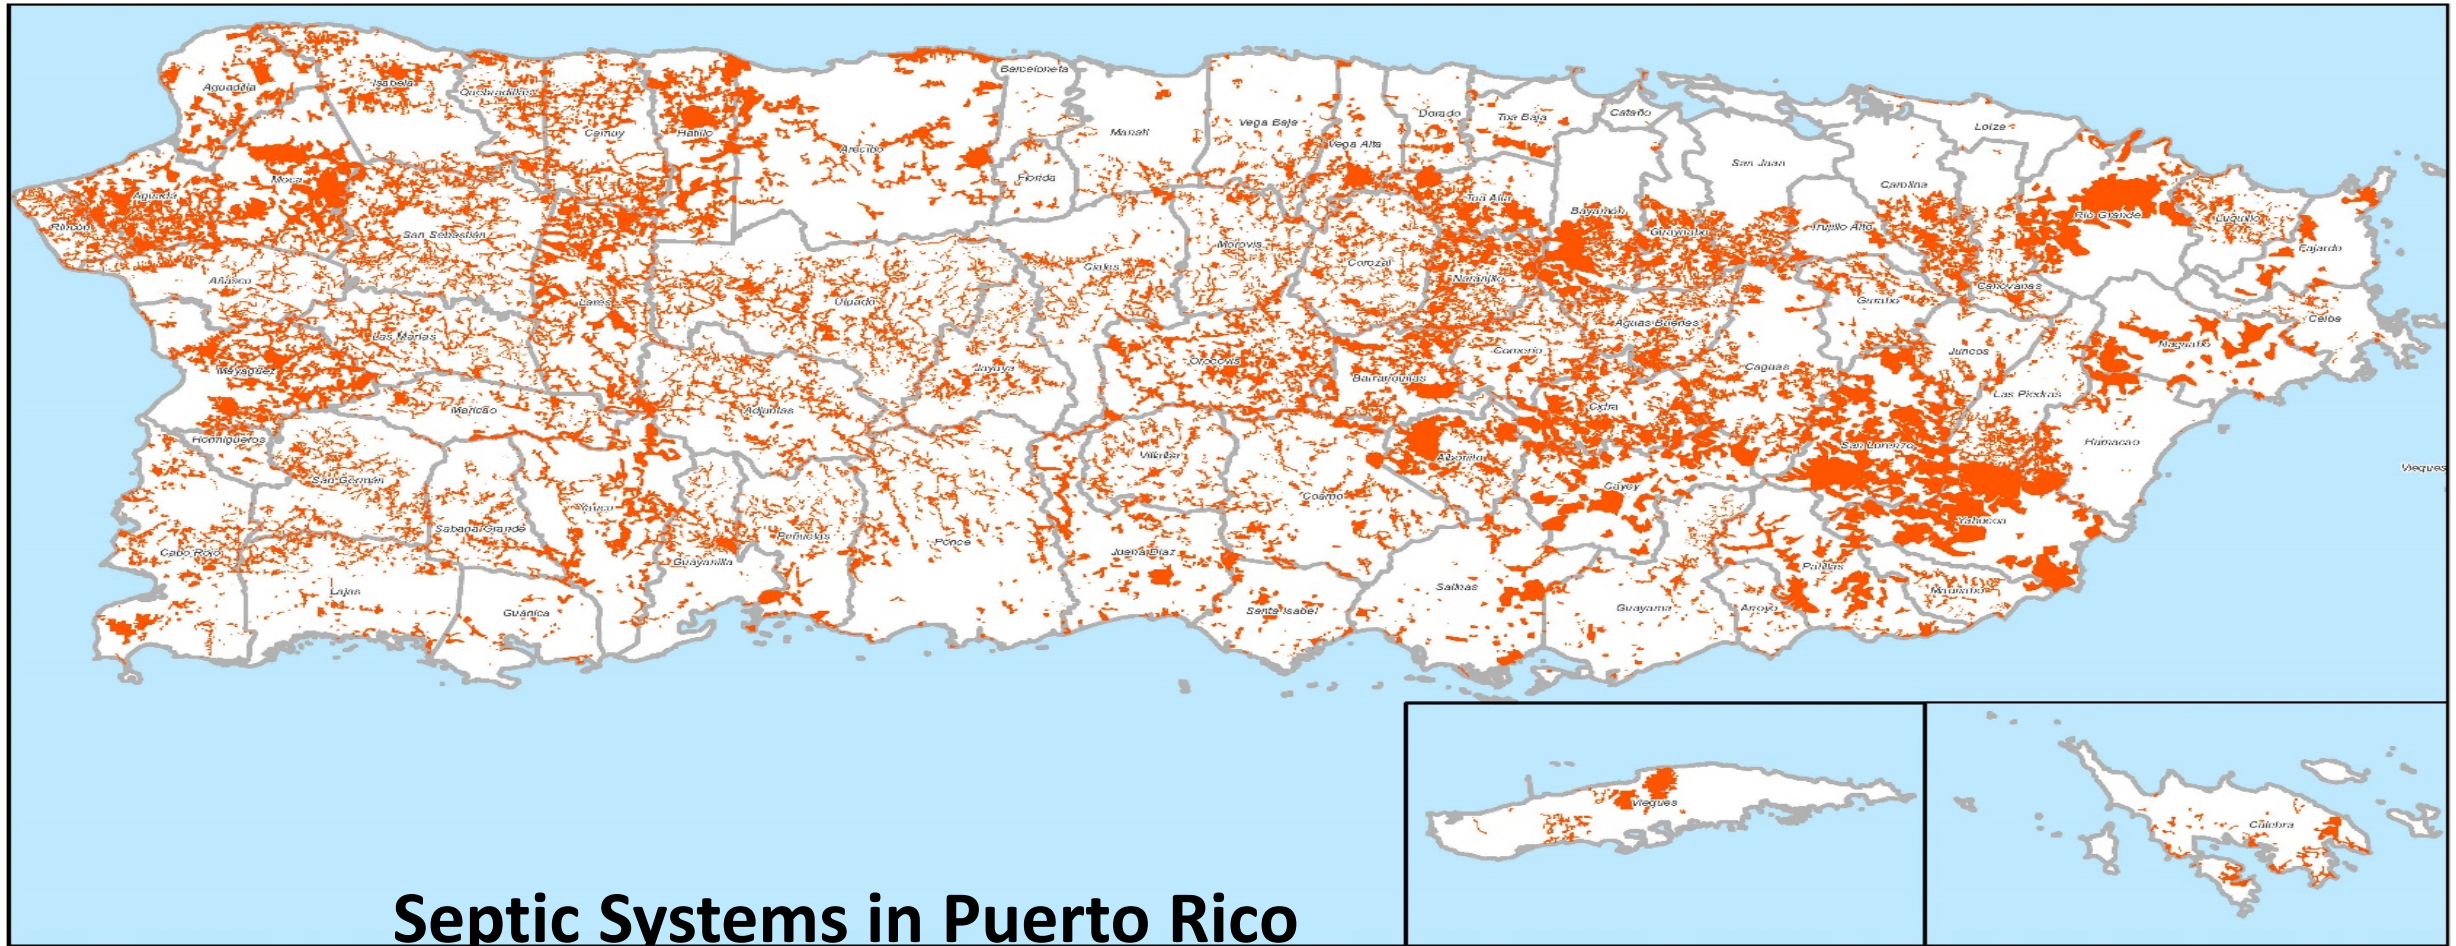 Barceloneta
Isabela
Aguadilla
Quebradillas
Camuy
Hatillo
Arecibo
Manatí
Vega Baja
Vega Alta
Dorado
Toa Baja
Cataño
Loiza
San Juan
Carolina
Florida
Moca
Aguada
Rincón
San Sebastián
Toa Alta
Bayamón
Guaynabo
Trujillo Alto
Río Grande
Luquillo
Fajardo
Morovis
Corozal
Naranjito
Ciales
Añasco
Lares
Utuado
Canóvanas
Gurabo
Ceiba
Aguas Buenas
Las Marías
Naguabo
Juncos
Comerío
Orocovis
Jayuya
Mayagüez
Barranquitas
Caguas
Las Piedras
Maricao
Adjuntas
Cidra
Humacao
Hormigueros
San Lorenzo
Villalba
Aibonito
Vieques
San Germán
Coamo
Cayey
Yauco
Sabana Grande
Yabucoa
Peñuelas
Ponce
Juana Díaz
Cabo Rojo
Guayanilla
Patillas
Lajas
Salinas
Maunabo
Guánica
Santa Isabel
Guayama
Arroyo
Vieques
Culebra
Septic Systems in Puerto Rico